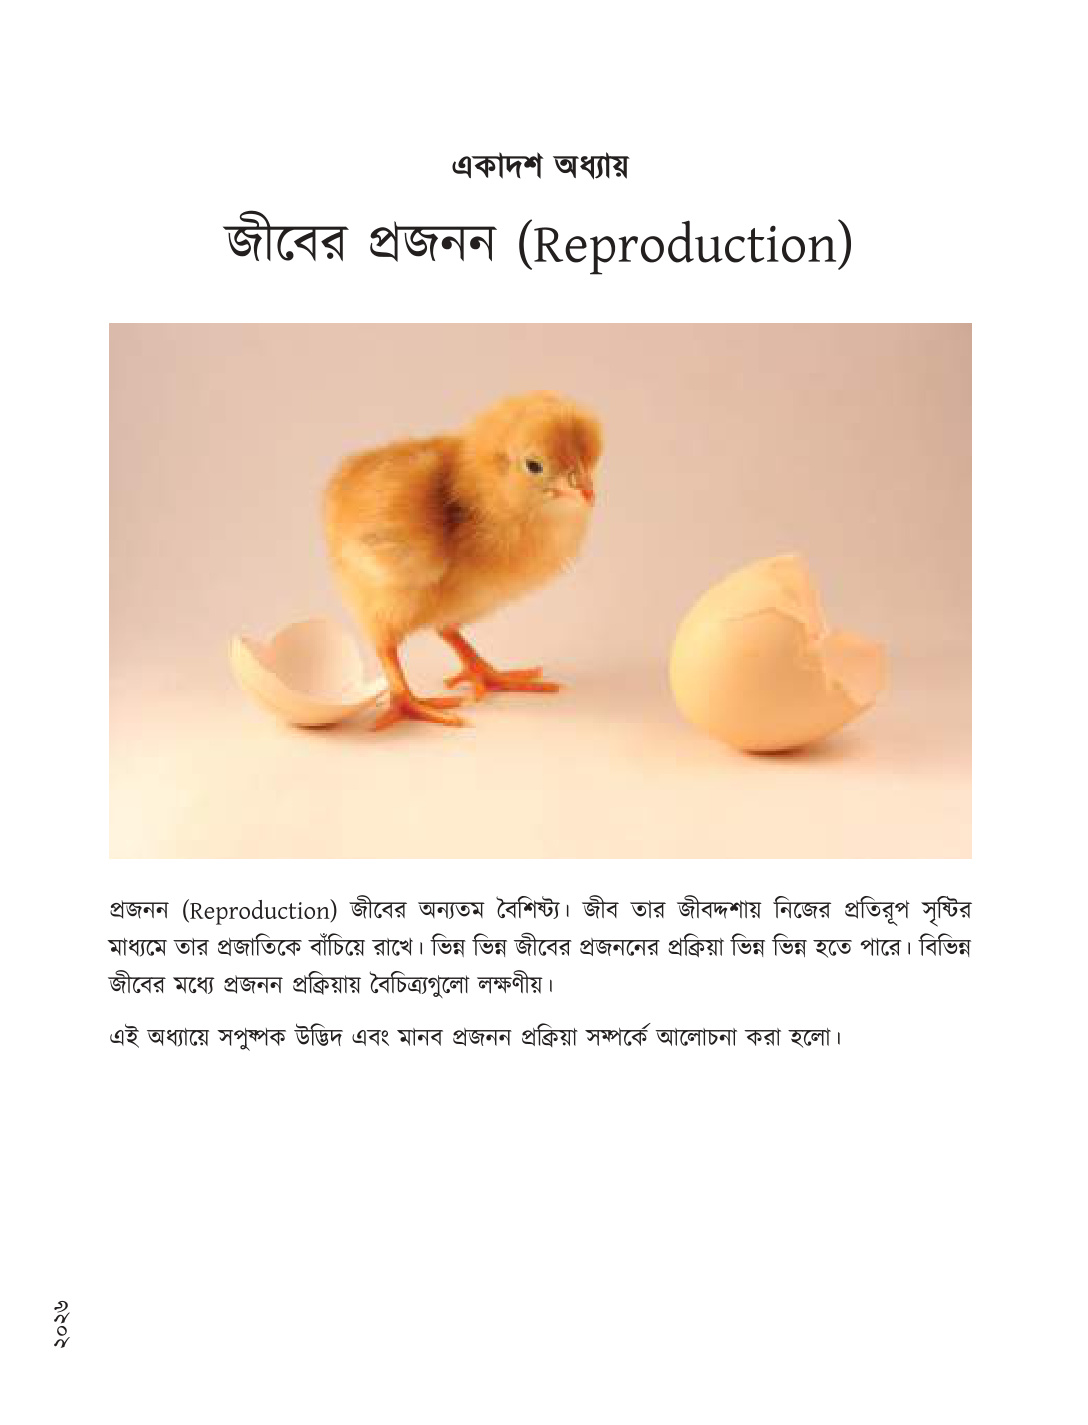 একাদশ অধ্যায়
জীবের প্রজনন (Reproduction)
প্রজনন (Reproduction) জীবের অন্যতম বৈশিষ্ট্য। জীব তার জীবদ্দশায় নিজের প্রতিরূপ সৃষ্টির
মাধ্যমে তার প্রজাতিকে বাঁচিয়ে রাখে। ভিন্ন ভিন্ন জীবের প্রজননের প্রক্রিয়া ভিন্ন ভিন্ন হতে পারে। বিভিন্ন
জীবের মধ্যে প্রজনন প্রক্রিয়ায় বৈচিত্র্যগুলো লক্ষণীয়।
এই অধ্যায়ে সপুষ্পক উদ্ভিদ এবং মানব প্রজনন প্রক্রিয়া সম্পর্কে আলোচনা করা হলো।
২০২৬